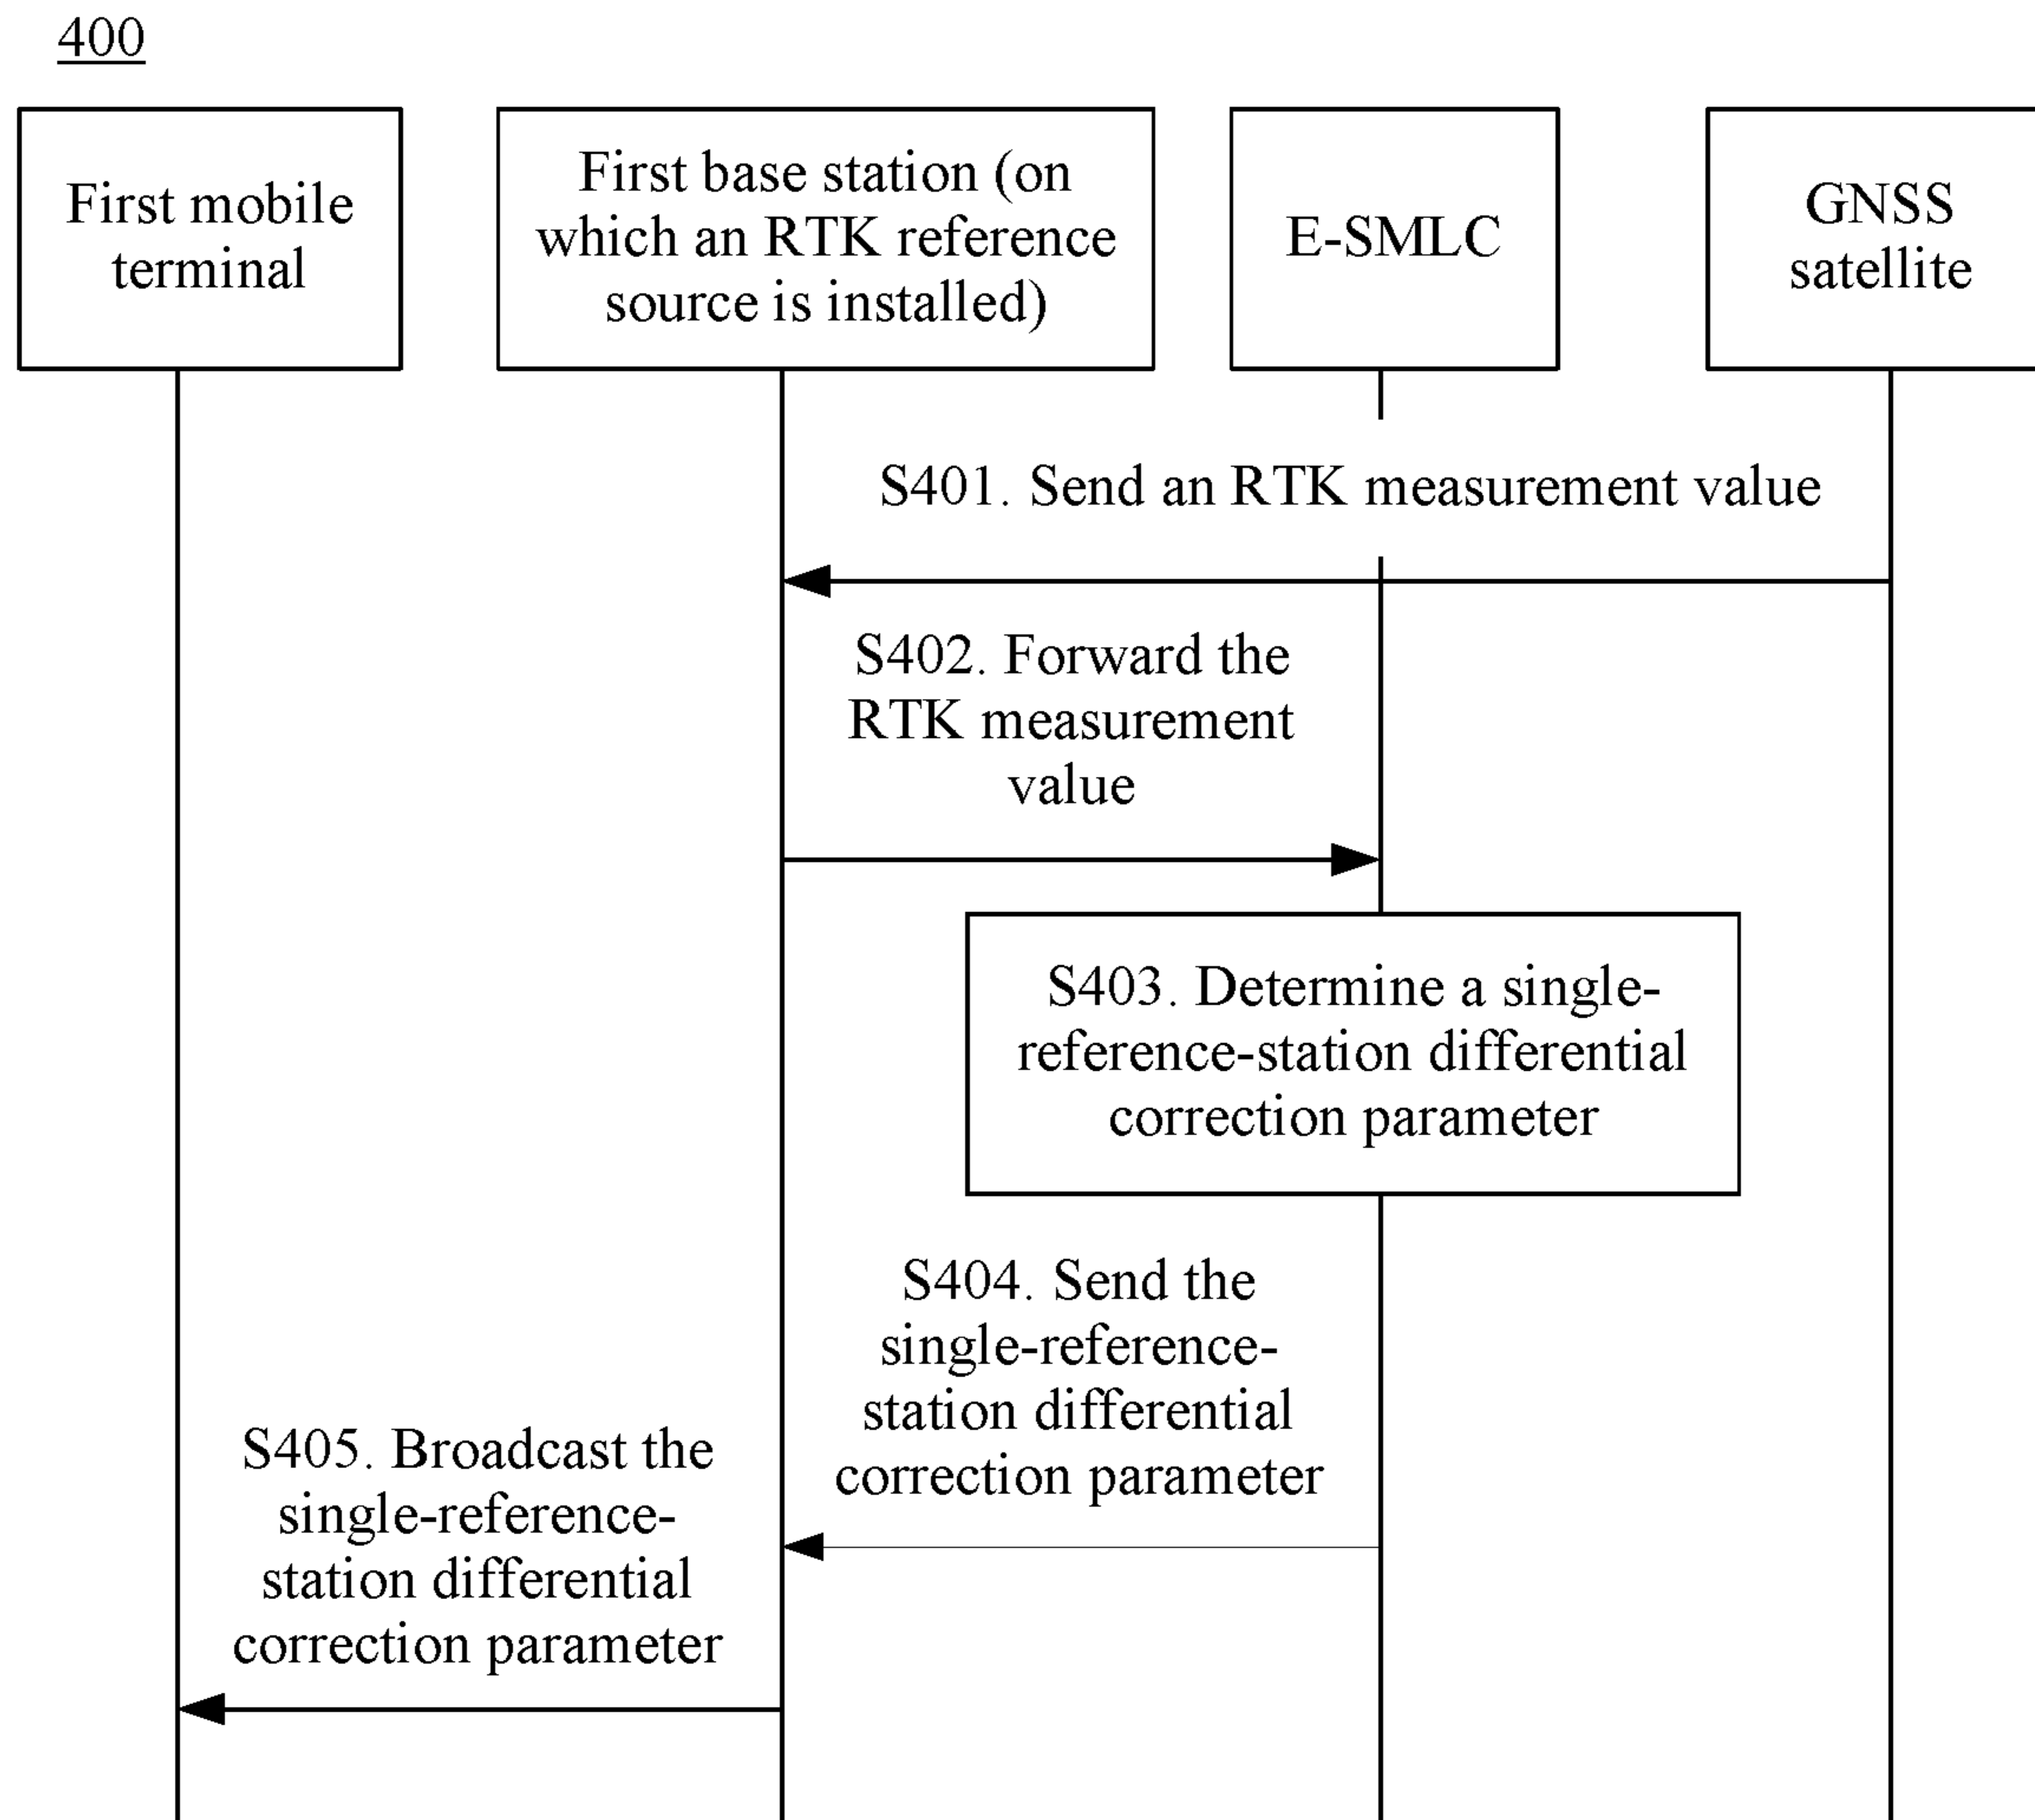 400
First mobile
terminal
First base station (on
which an RTK reference
source is installed)
E-SMLC
GNSS
satellite
S401. Send an RTK measurement value
S402. Forward the
RTK measurement
value
S403. Determine a single-
reference-station differential
correction parameter
S404. Send the
single-reference-
station differential
correction parameter
S405. Broadcast the
single-reference-
station differential
correction parameter